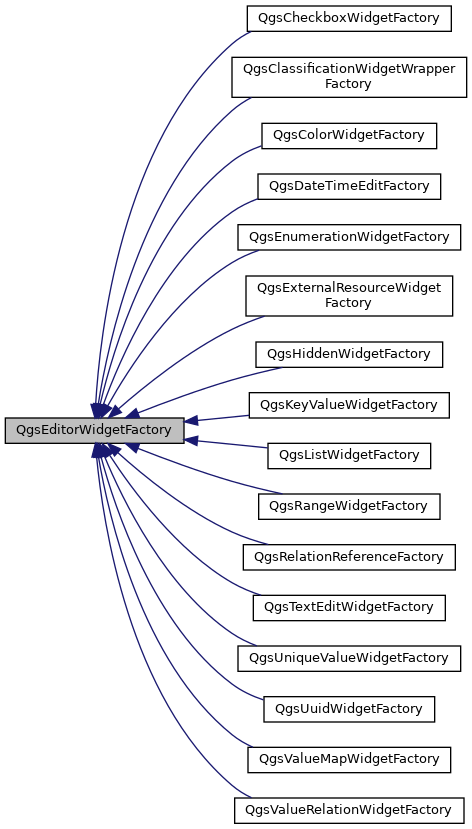 QgsCheckboxWidgetFactory
QgsClassificationWidgetWrapper
Factory
QgsColorWidgetFactory
QgsDateTimeEditFactory
QgsEnumerationWidgetFactory
QgsExternalResourceWidget
Factory
QgsHiddenWidgetFactory
QgsKeyValueWidgetFactory
QgsEditorWidgetFactory
QgsListWidgetFactory
QgsRangeWidgetFactory
QgsRelationReferenceFactory
QgsTextEditWidgetFactory
QgsUniqueValueWidgetFactory
QgsUuidWidgetFactory
QgsValueMapWidgetFactory
QgsValueRelationWidgetFactory